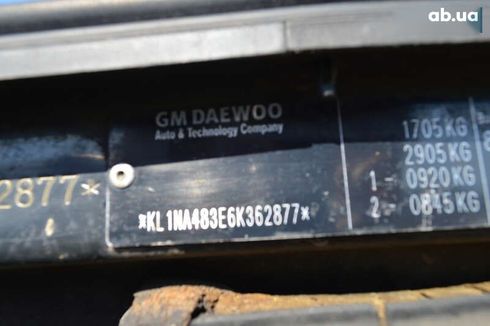 ab.ua
GM DAEWOO
Auto & Technology Company
1705 KG
2905 KG
1 - 0920 KG
2 - 0845 KG
2877*
*KL1NA483E6K362877*